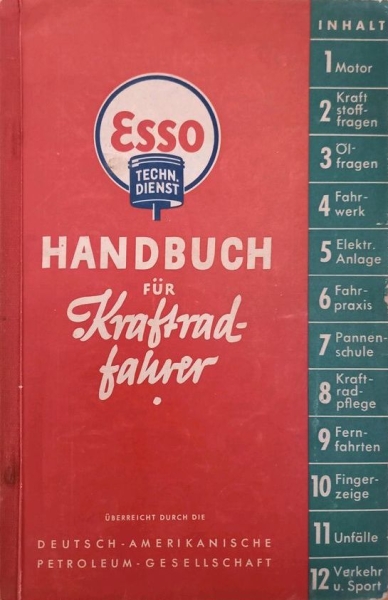 Esso
TECHN.
DIENST
HANDBUCH
FÜR
Kraftrad-
fahrer
ÜBERREICHT DURCH DIE
DEUTSCH-AMERIKANISCHE
PETROLEUM-GESELLSCHAFT
INHALT
1 Motor
2 Kraft
stoff-
fragen
3 Öl-
fragen
4 Fahr-
werk
5 Elektr.
Anlage
6 Fahr-
praxis
7 Pannen-
schule
8 Kraft-
rad-
pflege
9 Fern-
fahrten
10 Finger-
zeige
11 Unfälle
12 Verkehr
u. Sport